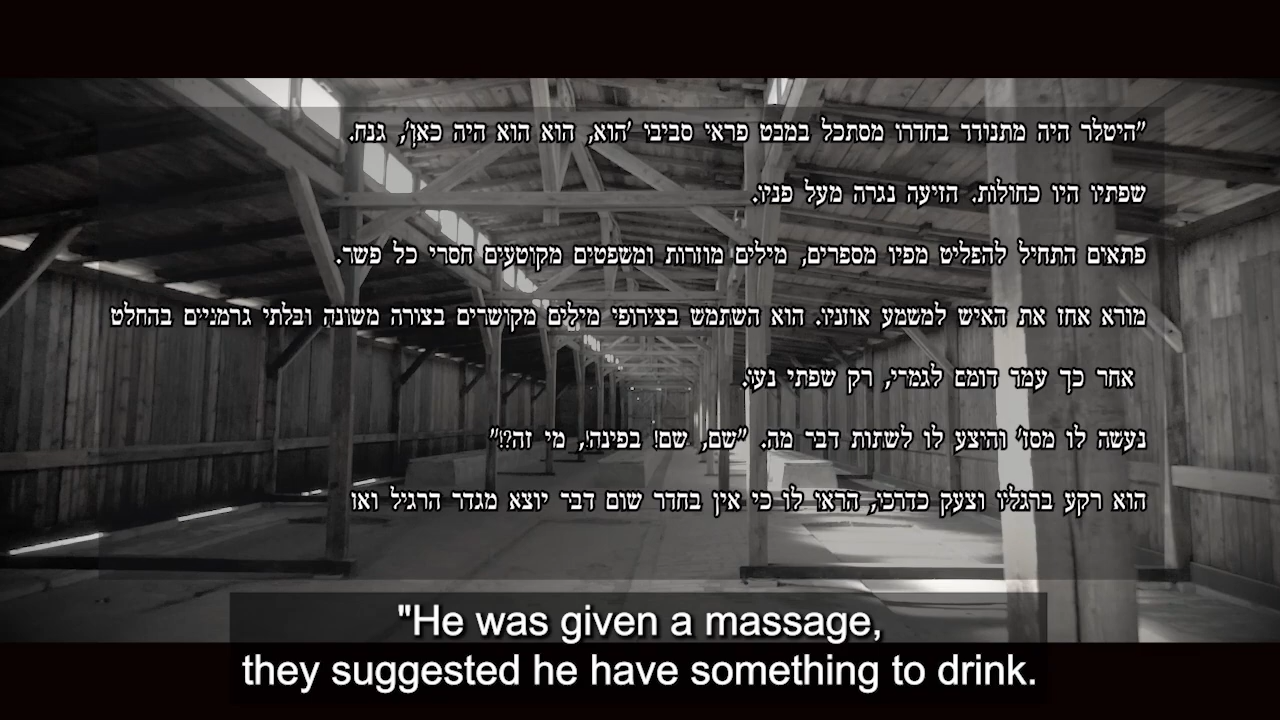 "היטלר היה מתנודד בחדרו מסתכל במבט פראי סביבו 'הוא, הוא הוא היה כאן', גנח.
שפתיו היו כחולות. הזיעה נגרה מעל פניו.
פתאום התחיל להפליט מפיו מספרים, מילים מוזרות ומשפטים מקוטעים חסרי כל פשר.
מורא אחז את האיש למשמע אוזניו. הוא השתמש בצירופי מילים מקושרים בצורה משונה ובלתי גרמניים בהחלט
אחר כך עמד דומם לגמרי, רק שפתיו נעו.
נעשה לו מסז' והוצע לו לשתות דבר מה. "שם, שם! בפינה!, מי זה?!"
הוא רקע ברגליו וצעק כדרכו, הראו לו כי אין בחדר שום דבר יוצא מגדר הרגיל ואו
"He was given a massage,
they suggested he have something to drink.